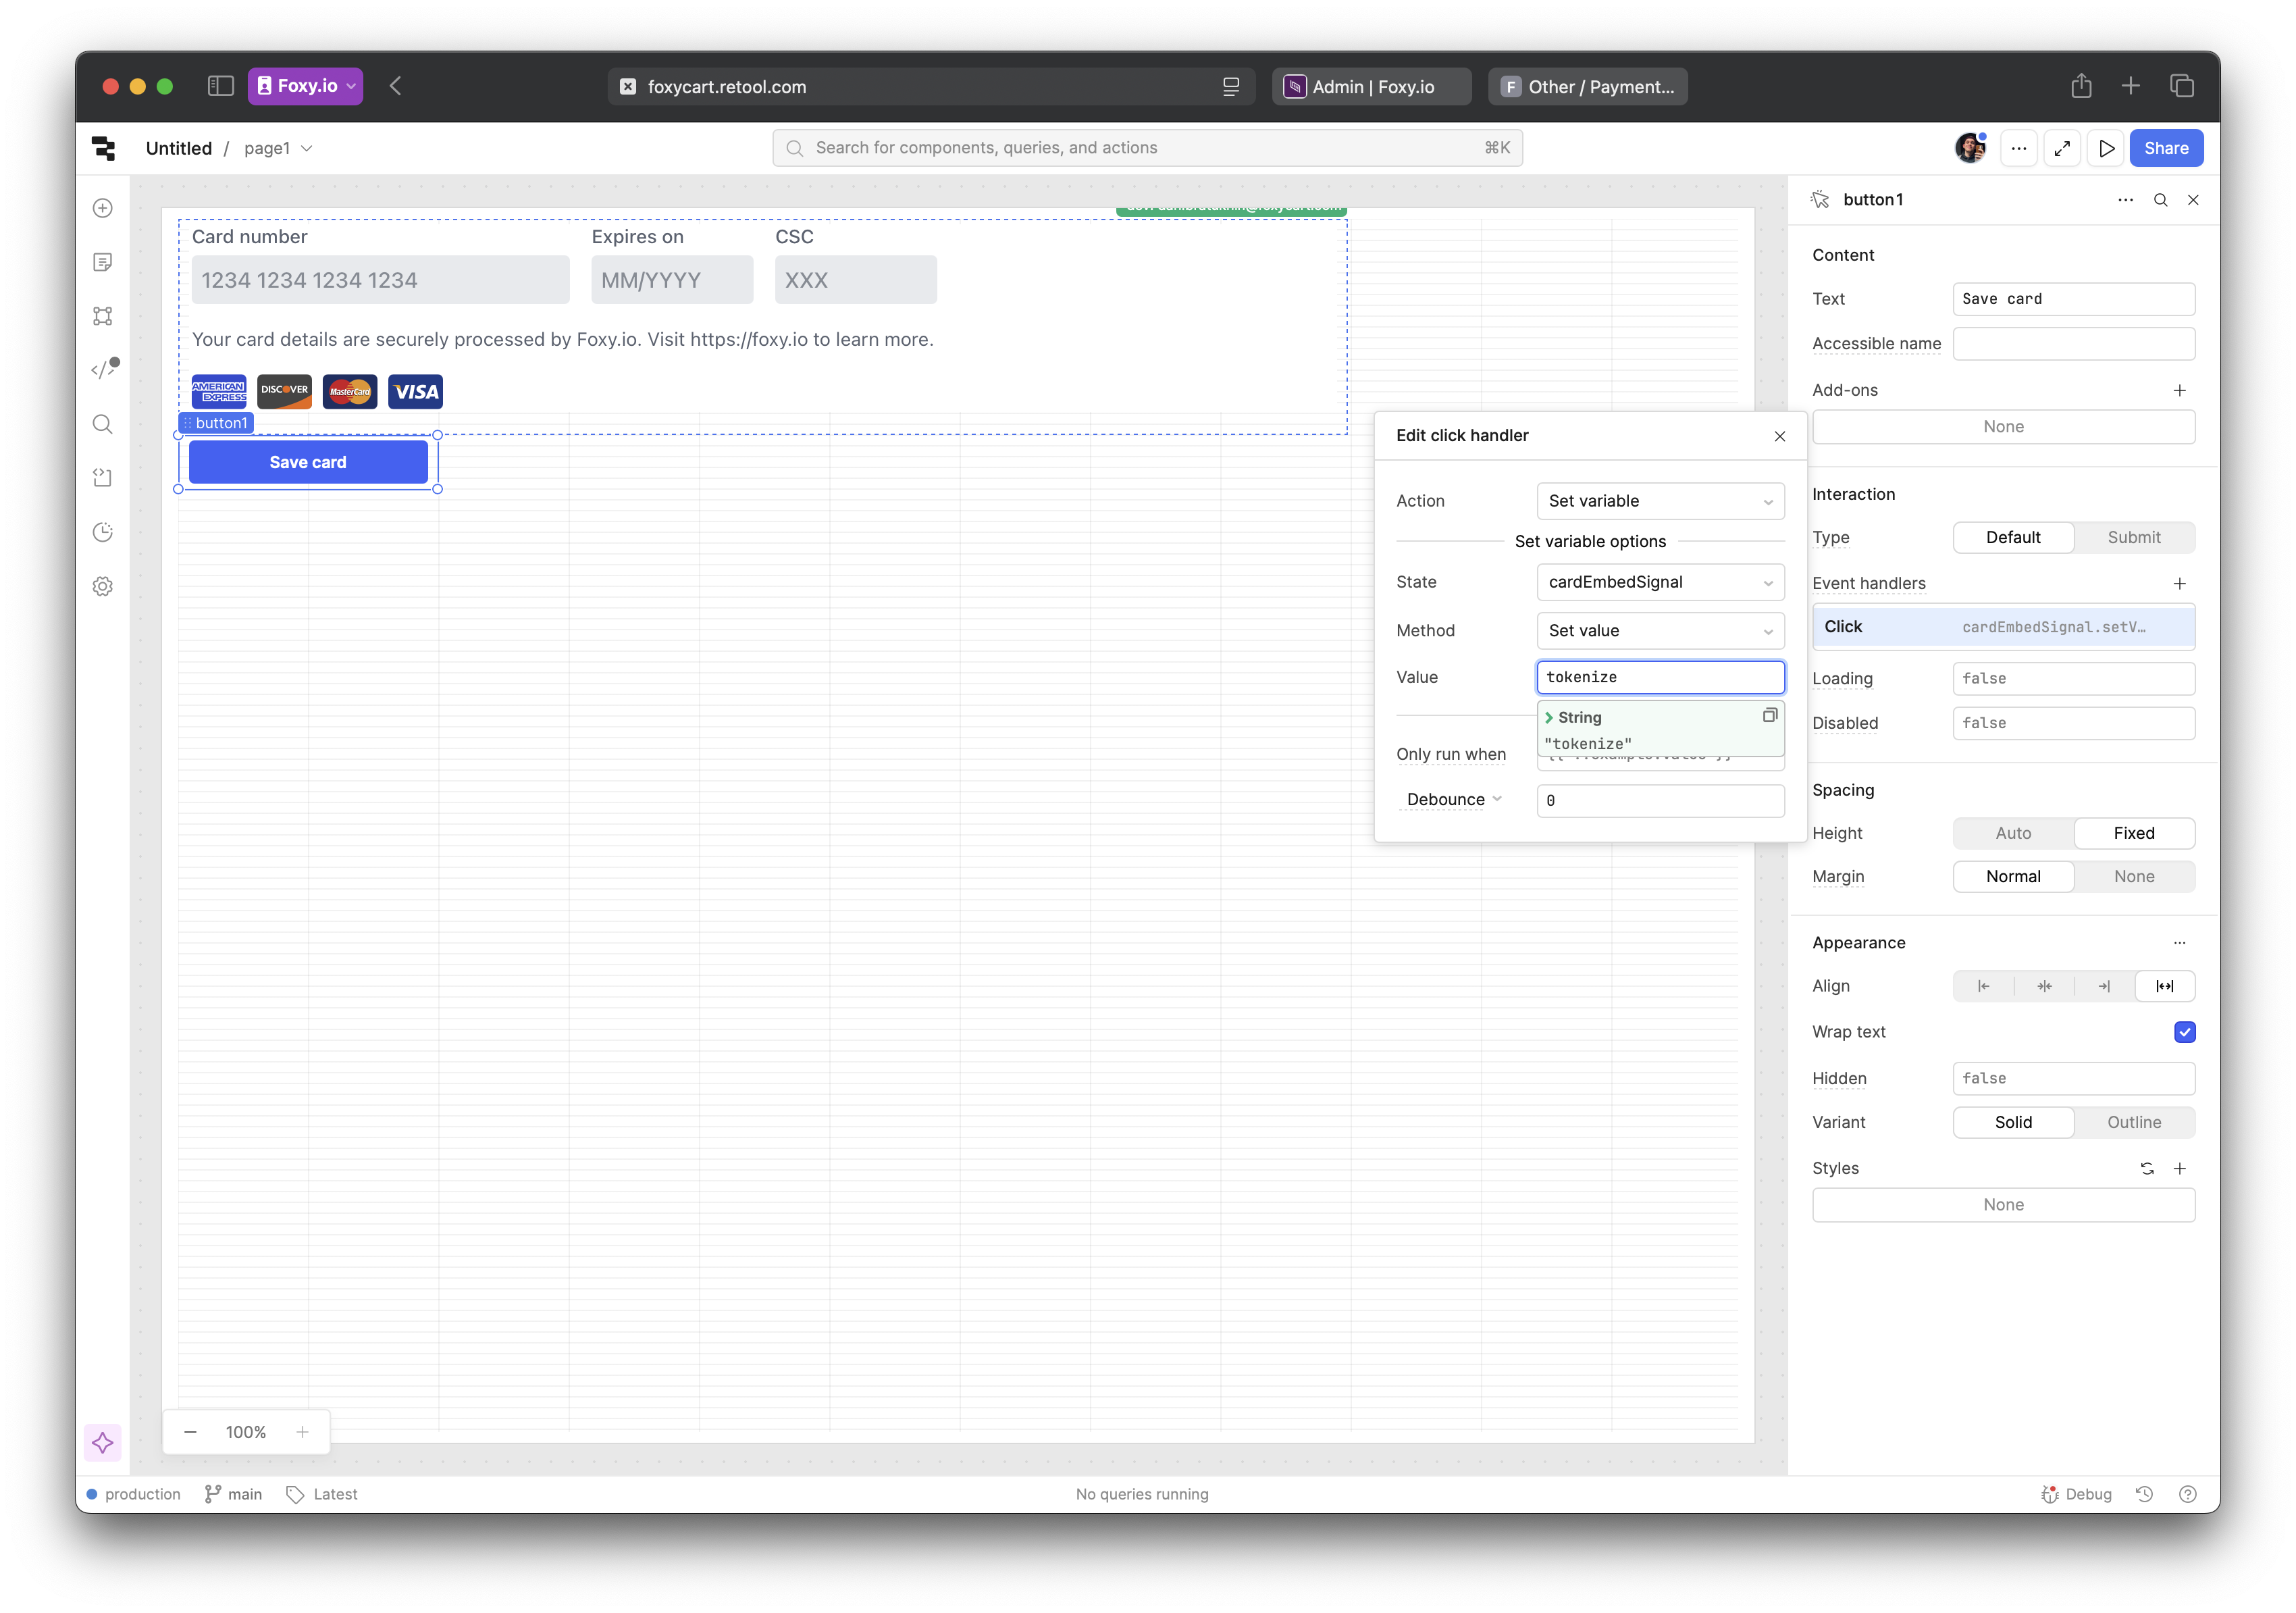 Foxy.io
foxycart.retool.com
Admin | Foxy.io
F
Other / Payment...
Untitled / page1
Search for components, queries, and actions
⌘K
Share
Card number
Expires on
CSC
1234 1234 1234 1234
MM/YYYY
XXX
Your card details are securely processed by Foxy.io. Visit https://foxy.io to learn more.
AMERICAN EXPRESS
DISCOVER
MasterCard
VISA
button1
Save card
Edit click handler
Action
Set variable
Set variable options
State
cardEmbedSignal
Method
Set value
Value
tokenize
String
"tokenize"
Only run when
Debounce
0
button1
Content
Text
Save card
Accessible name
Add-ons
None
Interaction
Type
Default
Submit
Event handlers
Click
cardEmbedSignal.setV…
Loading
false
Disabled
false
Spacing
Height
Auto
Fixed
Margin
Normal
None
Appearance
Align
Wrap text
Hidden
false
Variant
Solid
Outline
Styles
None
100%
production
main
Latest
No queries running
Debug